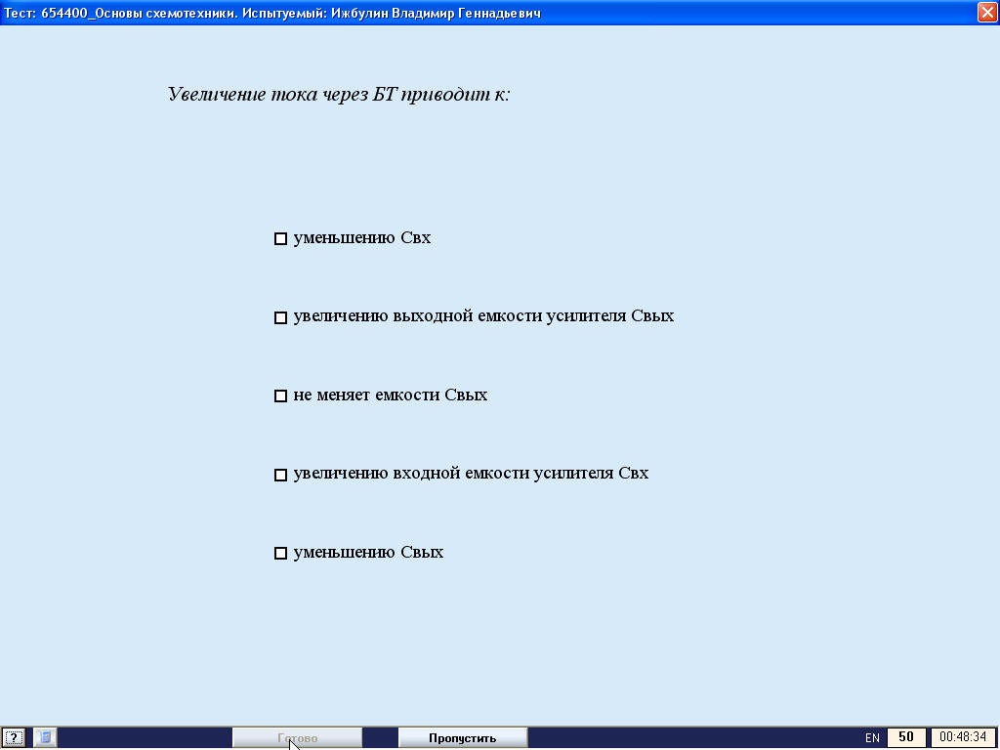 Тест: 654400_Основы схемотехники. Испытуемый: Ижбулин Владимир Геннадьевич
Увеличение тока через БТ приводит к:
уменьшению Свх
увеличению выходной емкости усилителя Свых
не меняет емкости Свых
увеличению входной емкости усилителя Свх
уменьшению Свых
? Готово Пропустить EN 50 00:48:34